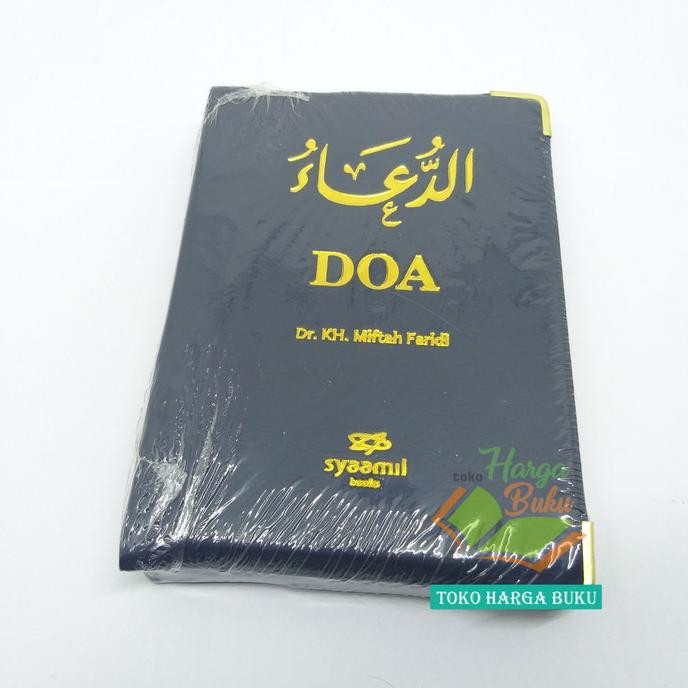 الدُّعَاءُ
DOA
Dr. KH. Miftah Faridl
syaamil
books
toko Harga
Buku
TOKO HARGA BUKU